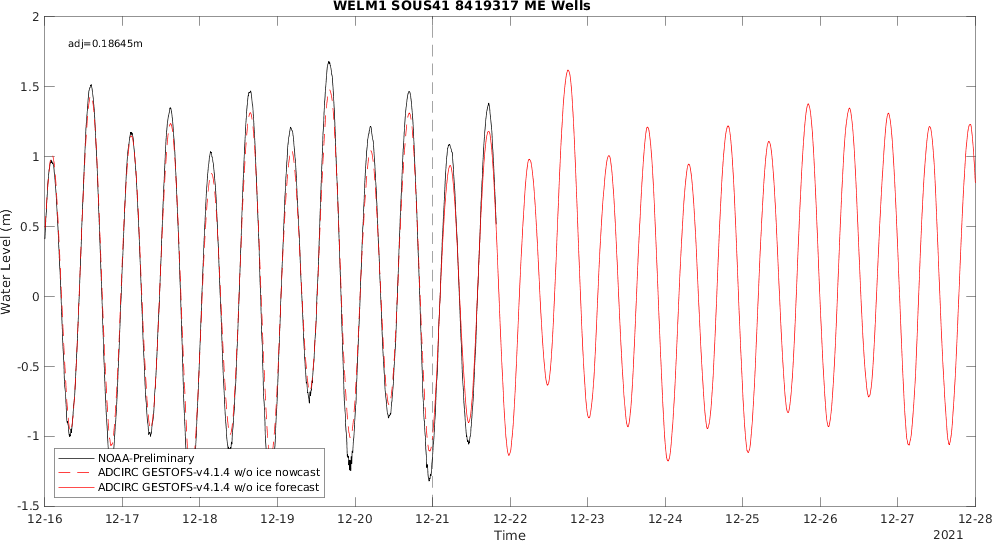 WELM1 SOUS41 8419317 ME Wells
adj=0.18645m
2
1.5
1
0.5
0
-0.5
-1
-1.5
Water Level (m)
NOAA-Preliminary
ADCIRC GESTOFS-v4.1.4 w/o ice nowcast
ADCIRC GESTOFS-v4.1.4 w/o ice forecast
12-16 12-17 12-18 12-19 12-20 12-21 12-22 12-23 12-24 12-25 12-26 12-27 12-28
Time
2021